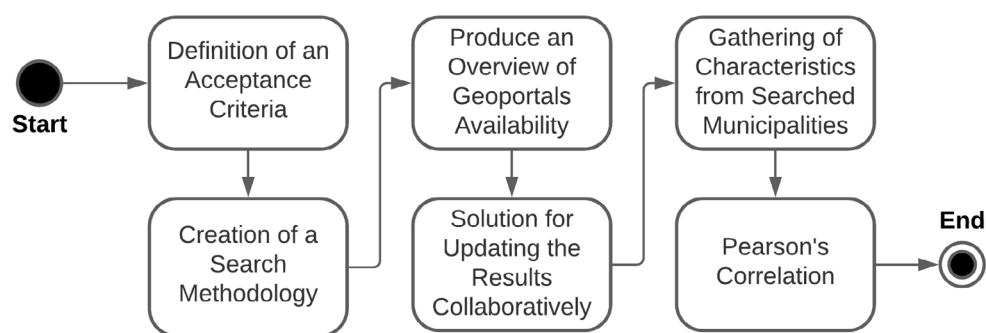 Start
Definition of an
Acceptance
Criteria
Creation of a
Search
Methodology
Produce an
Overview of
Geoportals
Availability
Solution for
Updating the
Results
Collaboratively
Gathering of
Characteristics
from Searched
Municipalities
Pearson's
Correlation
End